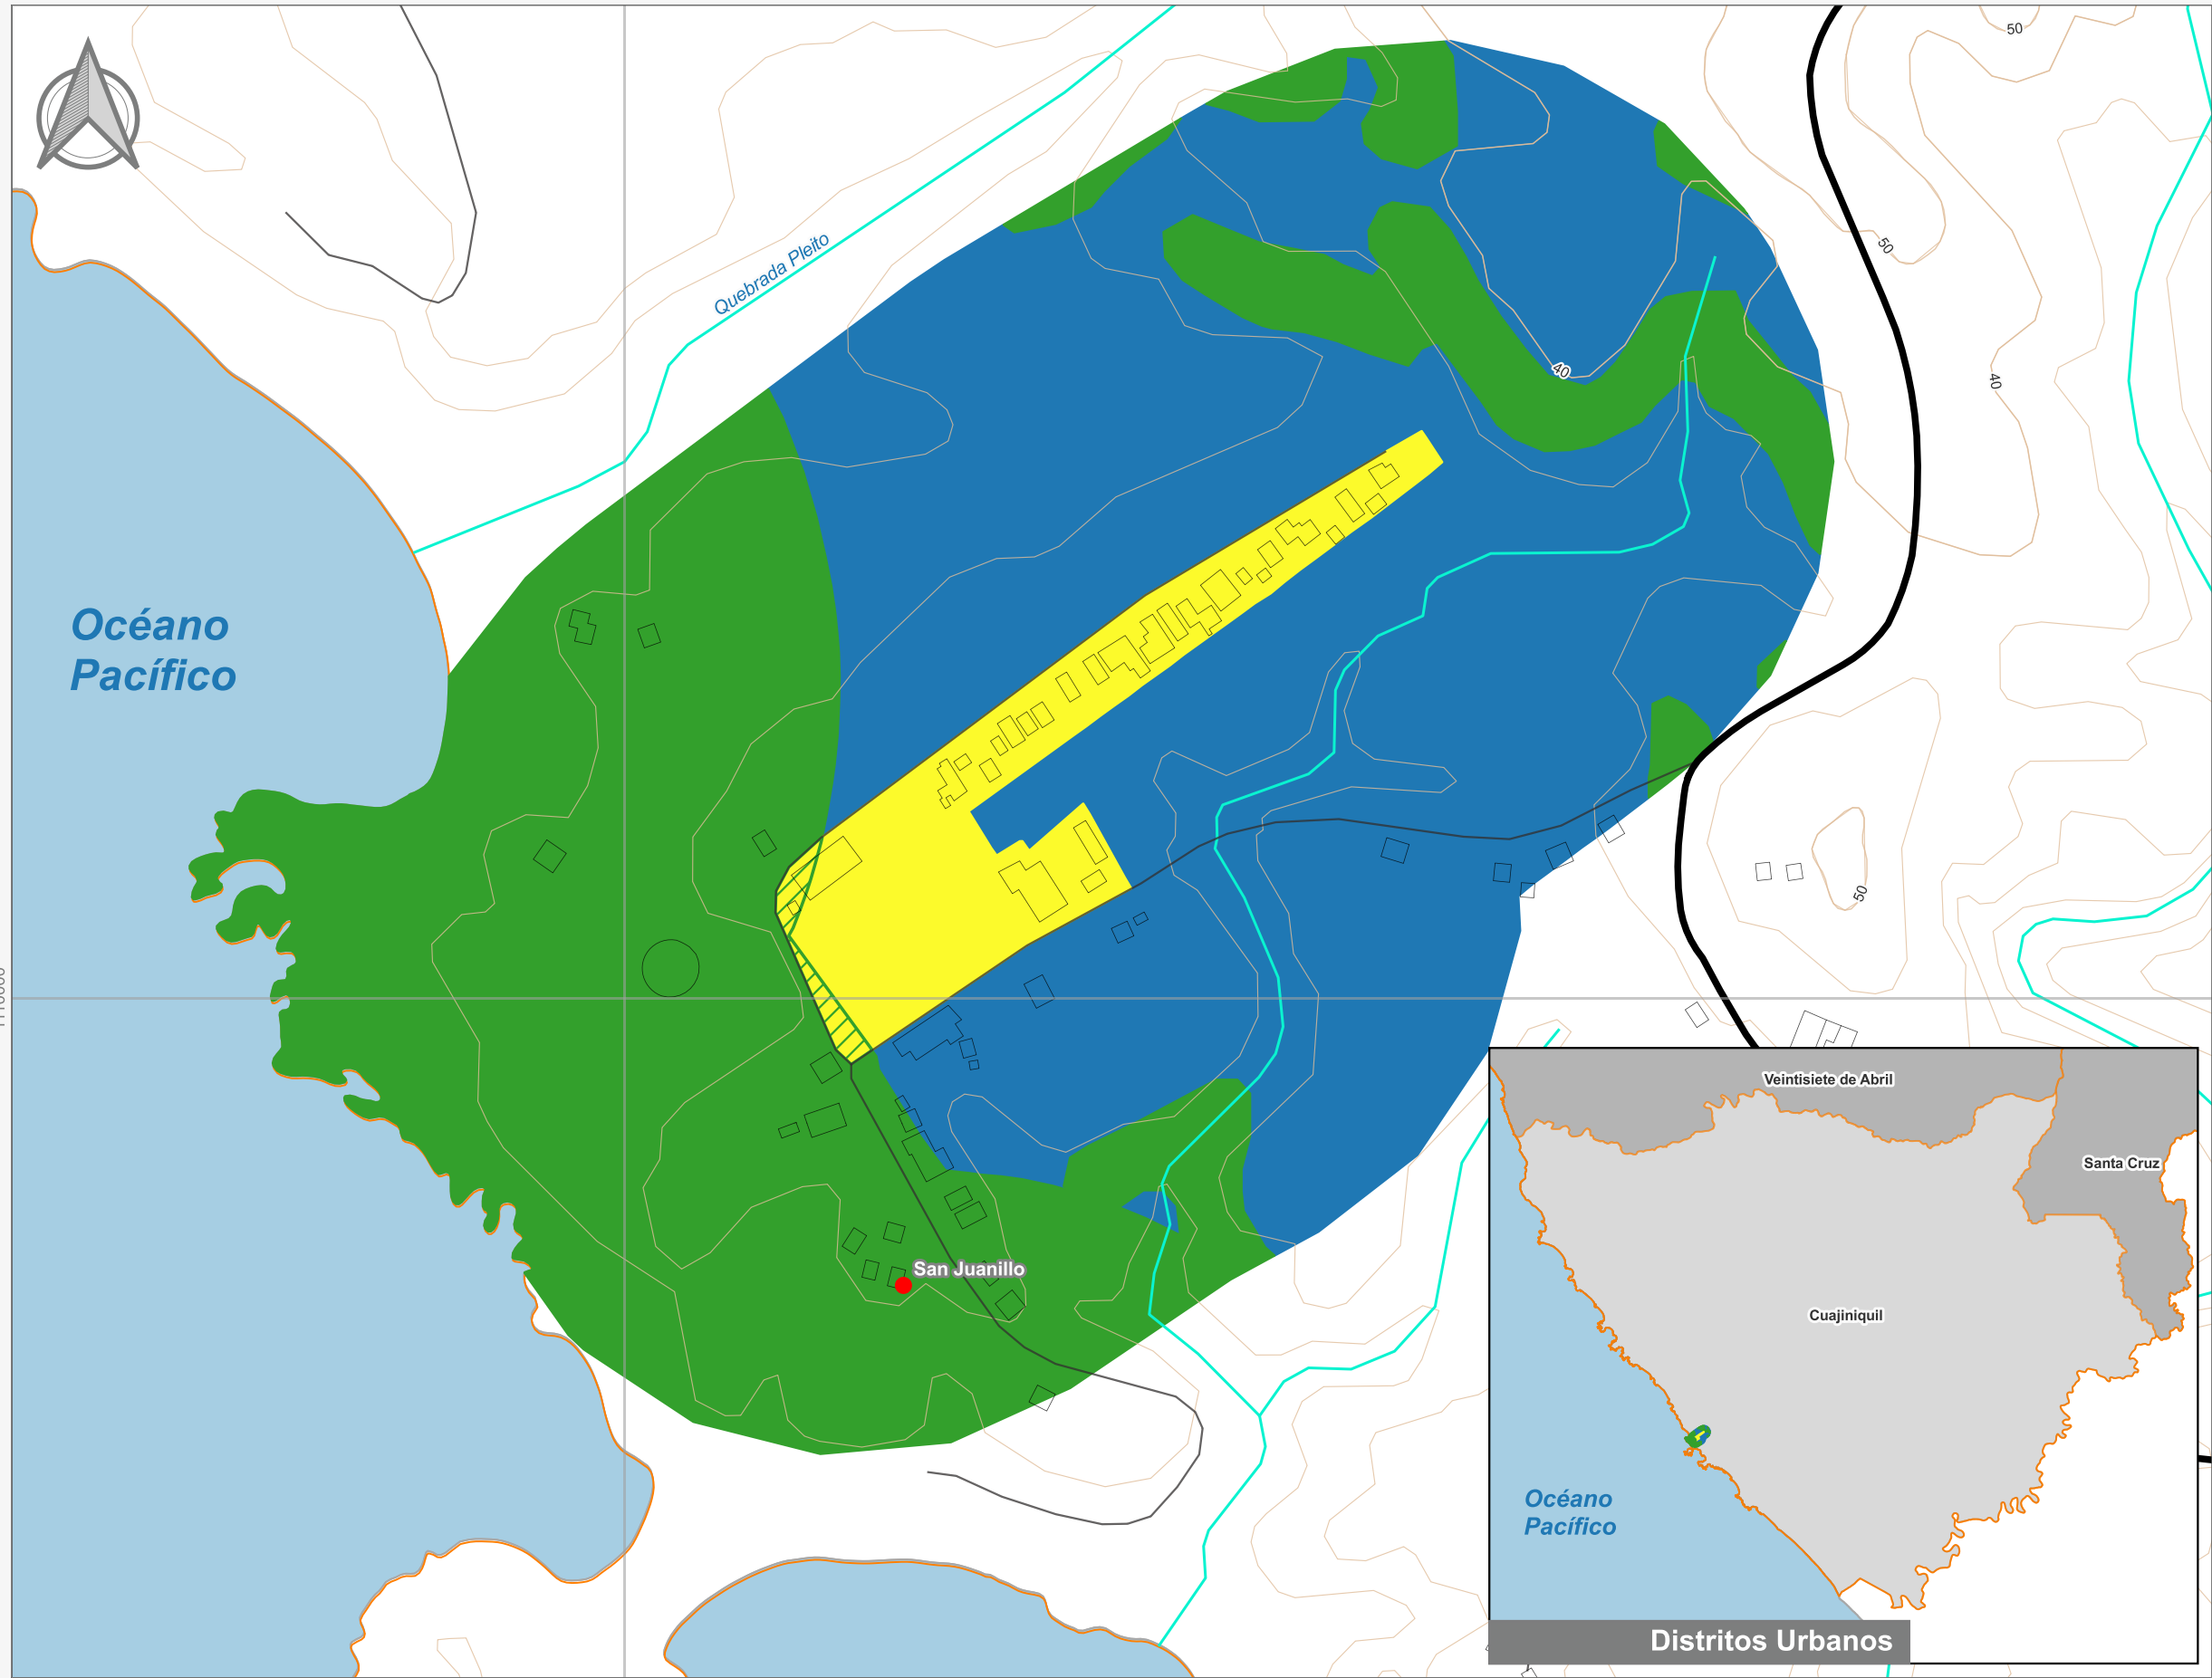 50
50
Quebrada Pleito
40
40
Océano
Pacífico
50
San Juanillo
Veintisiete de Abril
Santa Cruz
Cuajiniquil
Océano
Pacífico
Distritos Urbanos